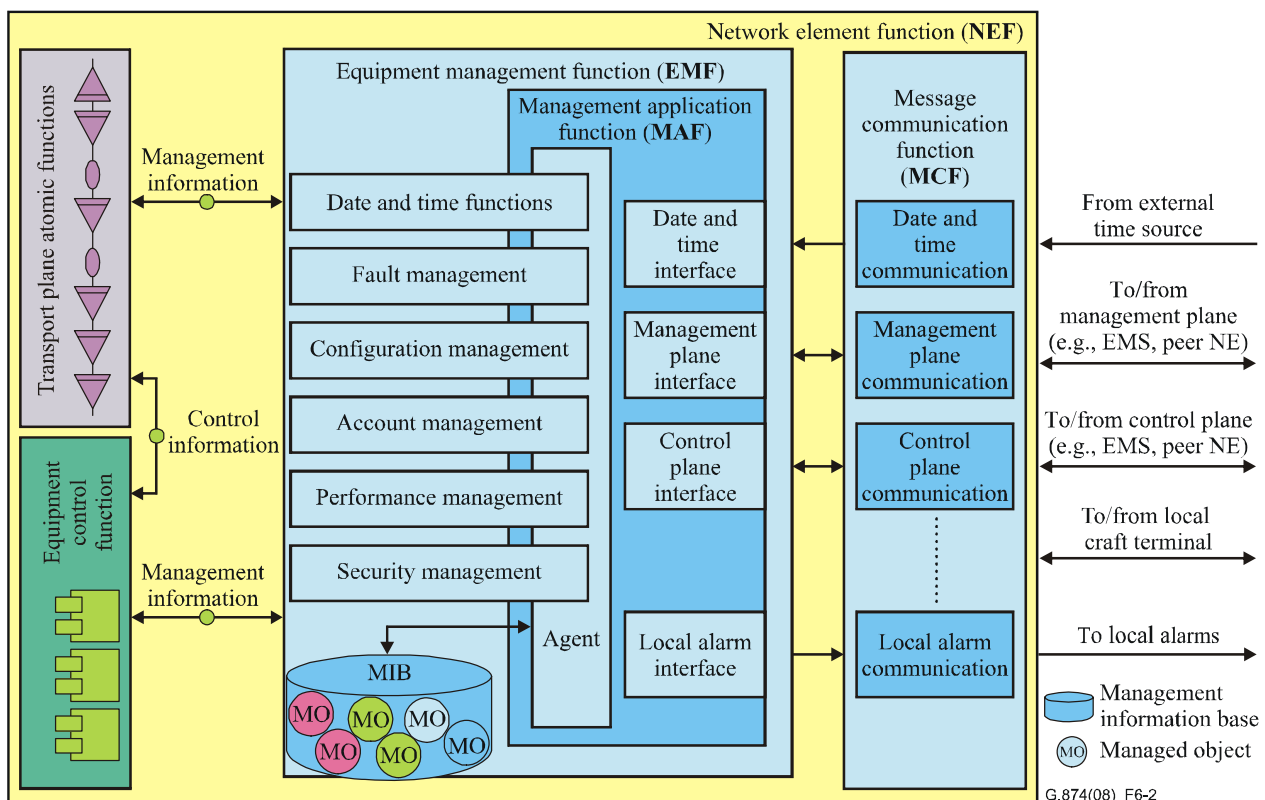 Network element function (NEF)
Transport plane atomic functions
Management
information
Control
information
Equipment
control
function
Management
information
Equipment management function (EMF)
Management application
function (MAF)
Date and time functions
Fault management
Configuration management
Account management
Performance management
Security management
Agent
MIB
MO
MO
MO
MO
MO
MO
Date and
time
interface
Management
plane
interface
Control
plane
interface
Local alarm
interface
Message
communication
function
(MCF)
Date and
time
communication
Management
plane
communication
Control
plane
communication
Local alarm
communication
From external
time source
To/from
management plane
(e.g., EMS, peer NE)
To/from control plane
(e.g., EMS, peer NE)
To/from local
craft terminal
To local alarms
Management
information base
MO
Managed object
G.874(08)_F6-2